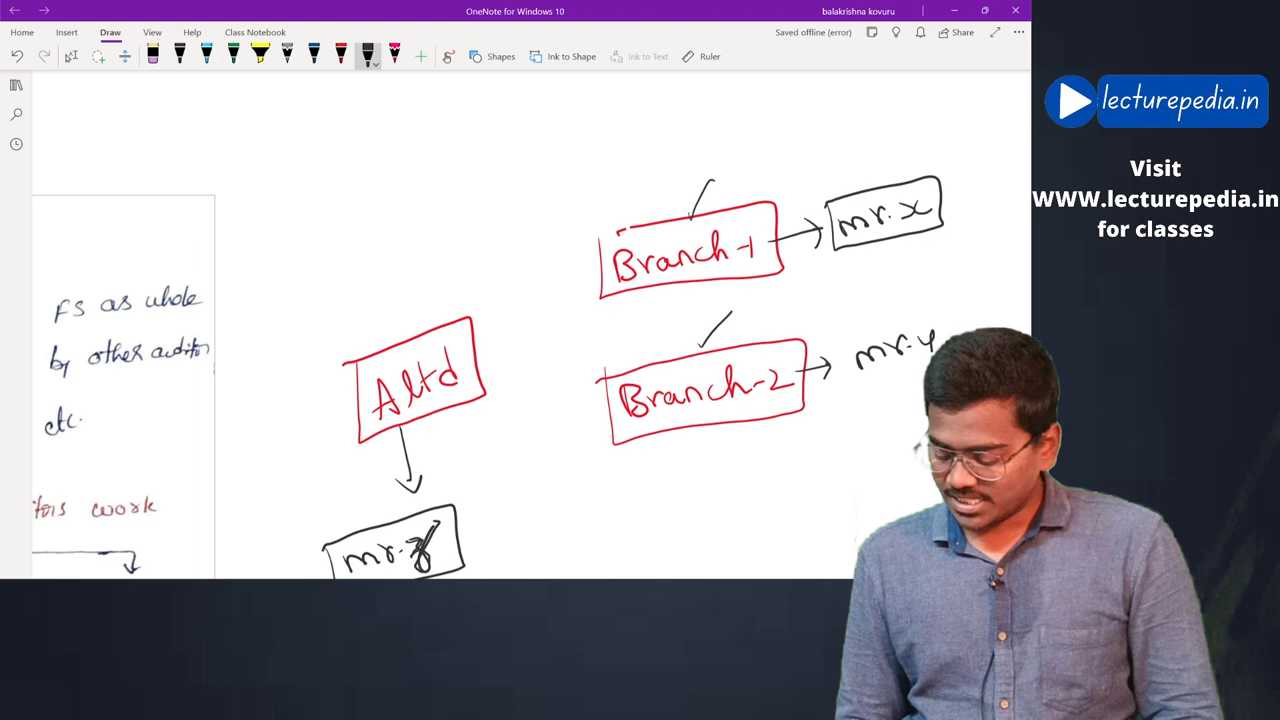 OneNote for Windows 10
balakrishna kovuru
Home Insert Draw View Help Class Notebook
Saved offline (error)
Share
Shapes
Ink to Shape
Ink to Text
Ruler
lecturepedia.in
Visit
WWW.lecturepedia.in
for classes
Branch-1
mr.x
Branch-2
mr.y
A ltd
mr.z
FS as whole
by other auditor
etc.
work